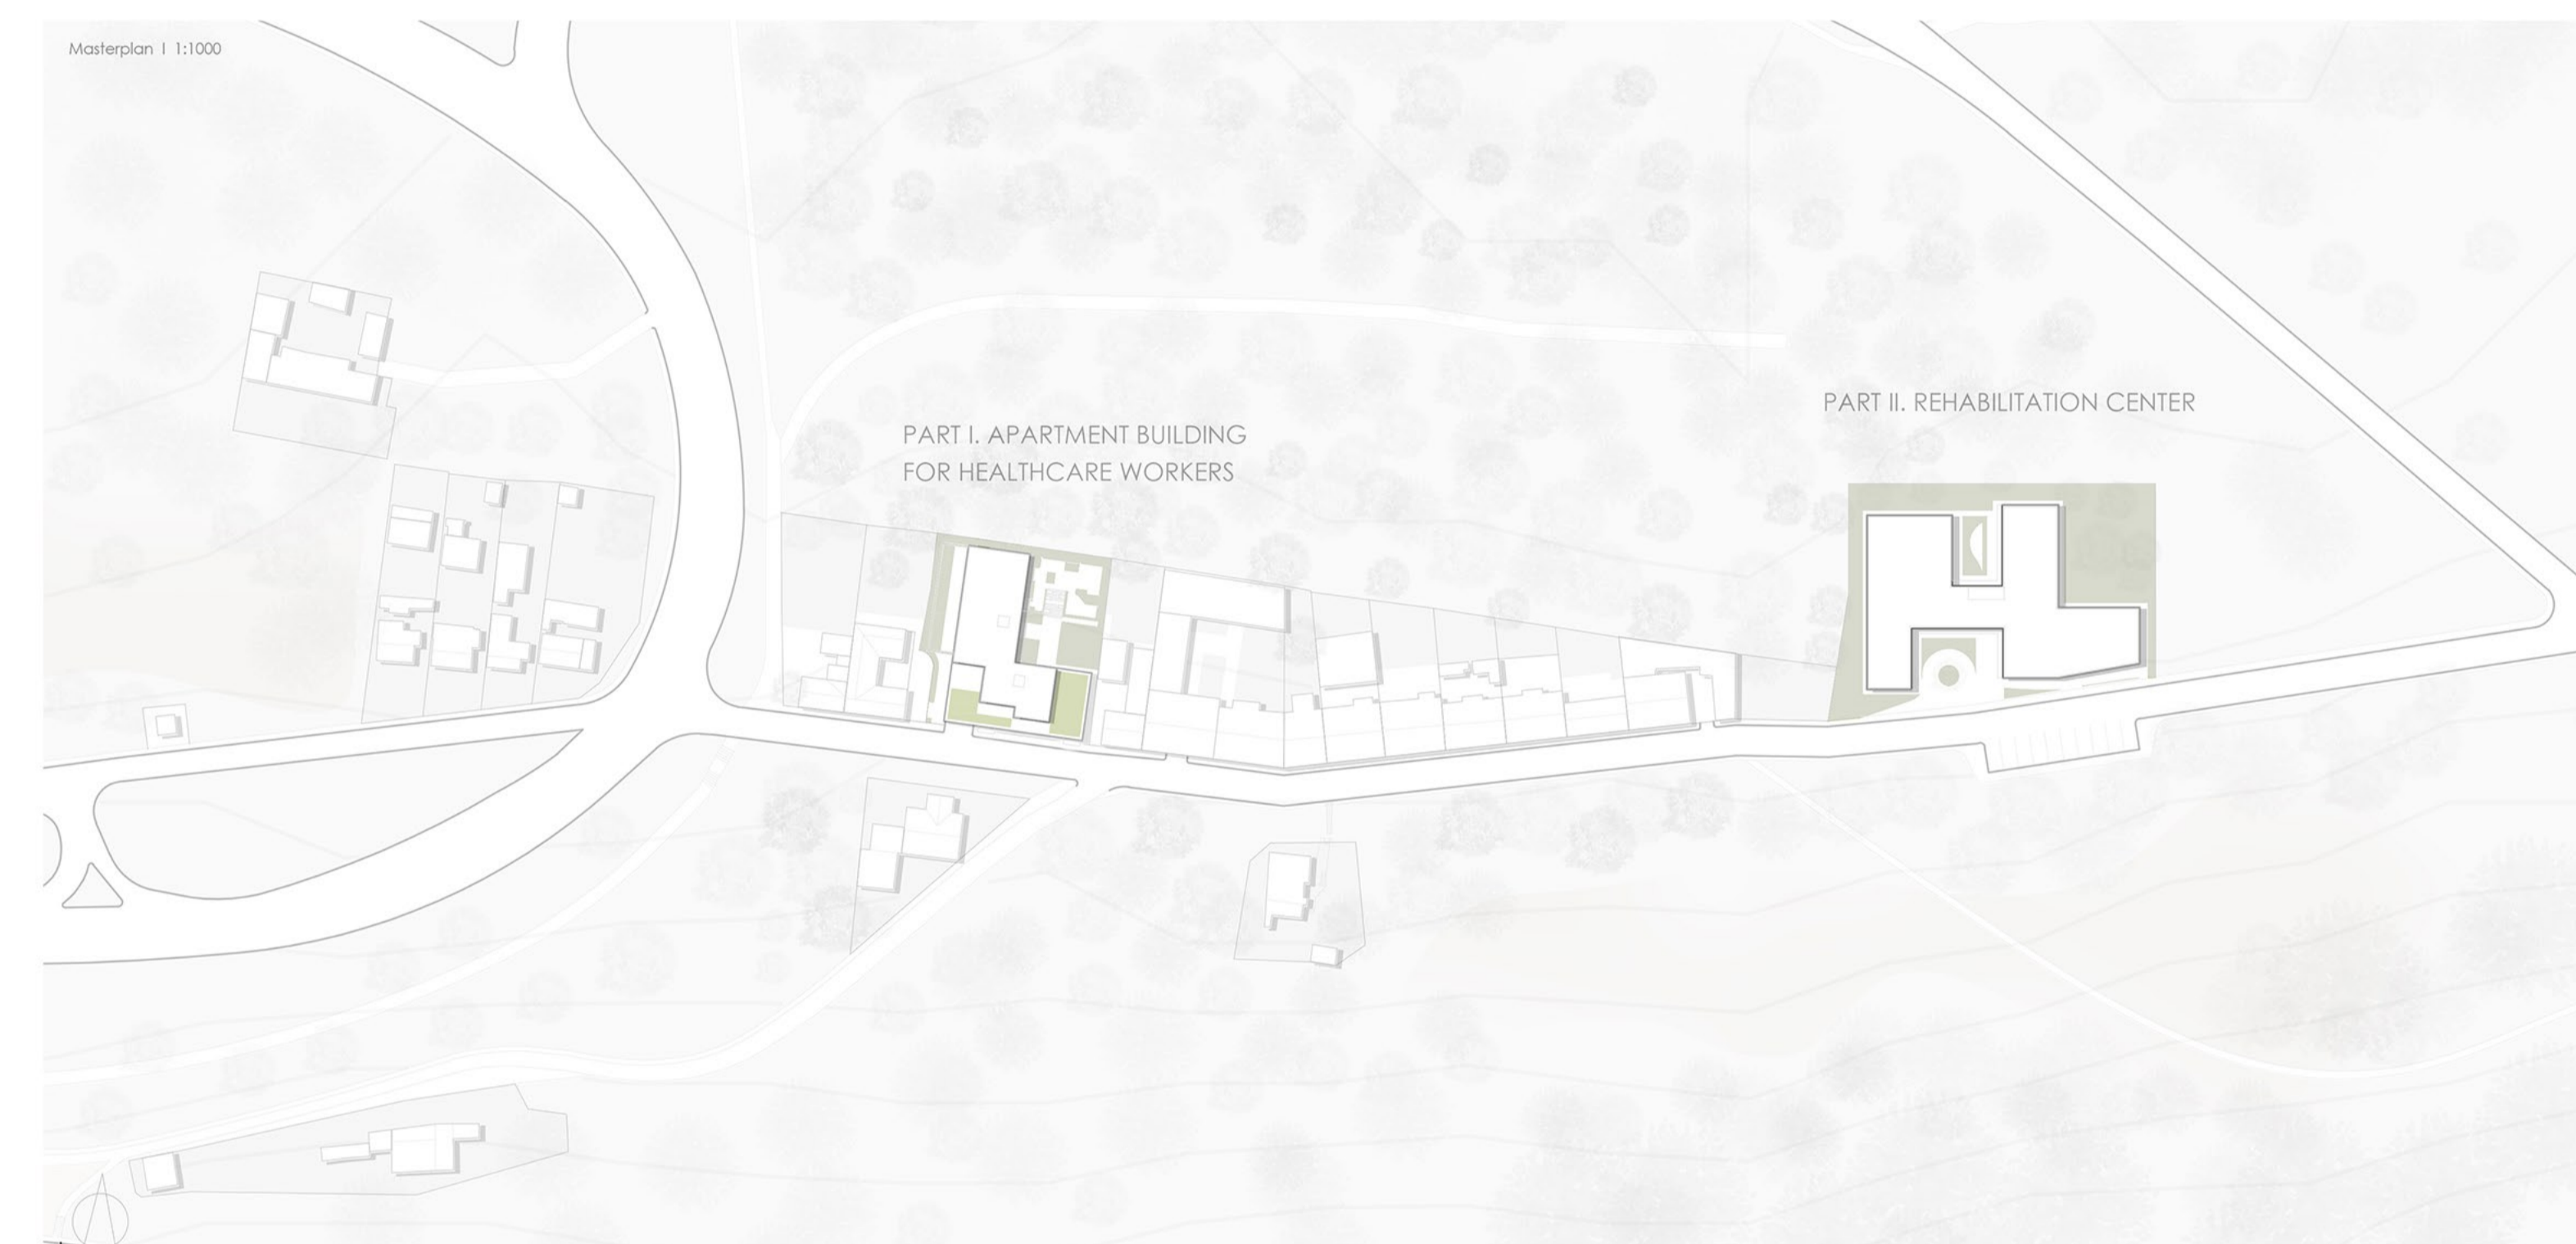 Masterplan I 1:1000
PART I. APARTMENT BUILDING
FOR HEALTHCARE WORKERS
PART II. REHABILITATION CENTER